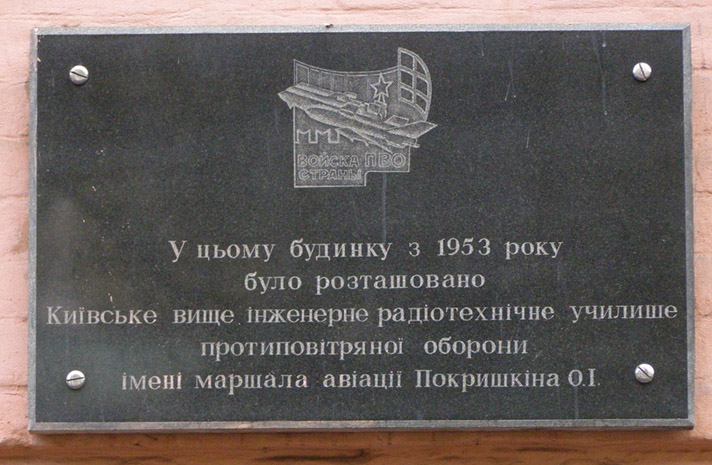 ВОЙСКА ПВО
СТРАНЫ
У цьому будинку з 1953 року
було розташовано
Київське вище інженерне радіотехнічне училише
протиповітряної оборони
імені маршала авіації Покришкіна О.І.